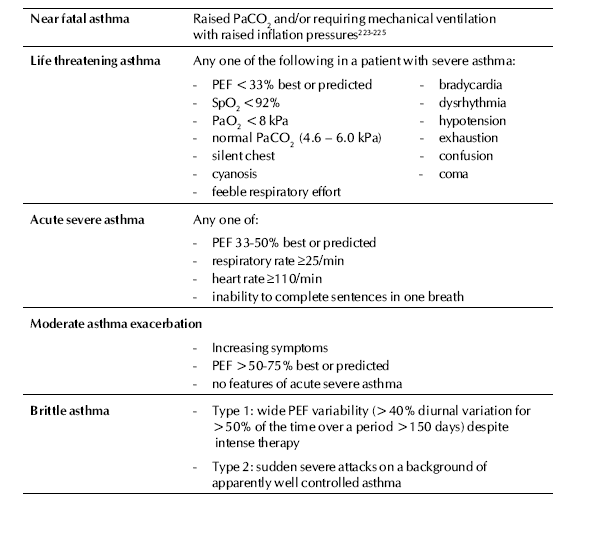 Near fatal asthma Raised PaCO2 and/or requiring mechanical ventilation
with raised inflation pressures223-225
Life threatening asthma Any one of the following in a patient with severe asthma:
- PEF <33% best or predicted - bradycardia
- SpO2 <92% - dysrhythmia
- PaO2 <8 kPa - hypotension
- normal PaCO2 (4.6 – 6.0 kPa) - exhaustion
- silent chest - confusion
- cyanosis - coma
- feeble respiratory effort
Acute severe asthma Any one of:
- PEF 33-50% best or predicted
- respiratory rate ≥25/min
- heart rate ≥110/min
- inability to complete sentences in one breath
Moderate asthma exacerbation
- Increasing symptoms
- PEF >50-75% best or predicted
- no features of acute severe asthma
Brittle asthma - Type 1: wide PEF variability (>40% diurnal variation for
>50% of the time over a period >150 days) despite
intense therapy
- Type 2: sudden severe attacks on a background of
apparently well controlled asthma